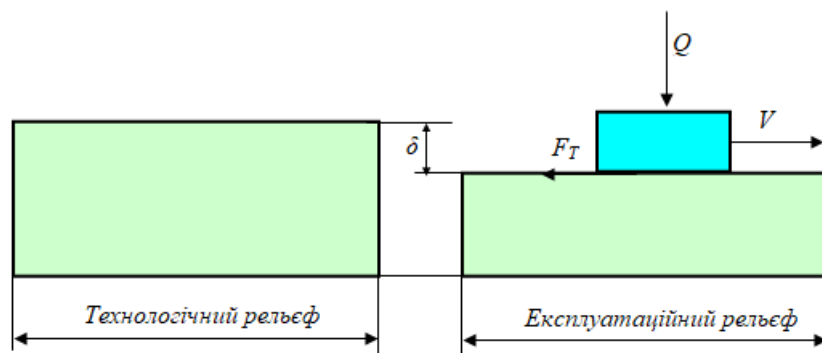 Q
V
δ
F_T
Технологічний рельєф
Експлуатаційний рельєф